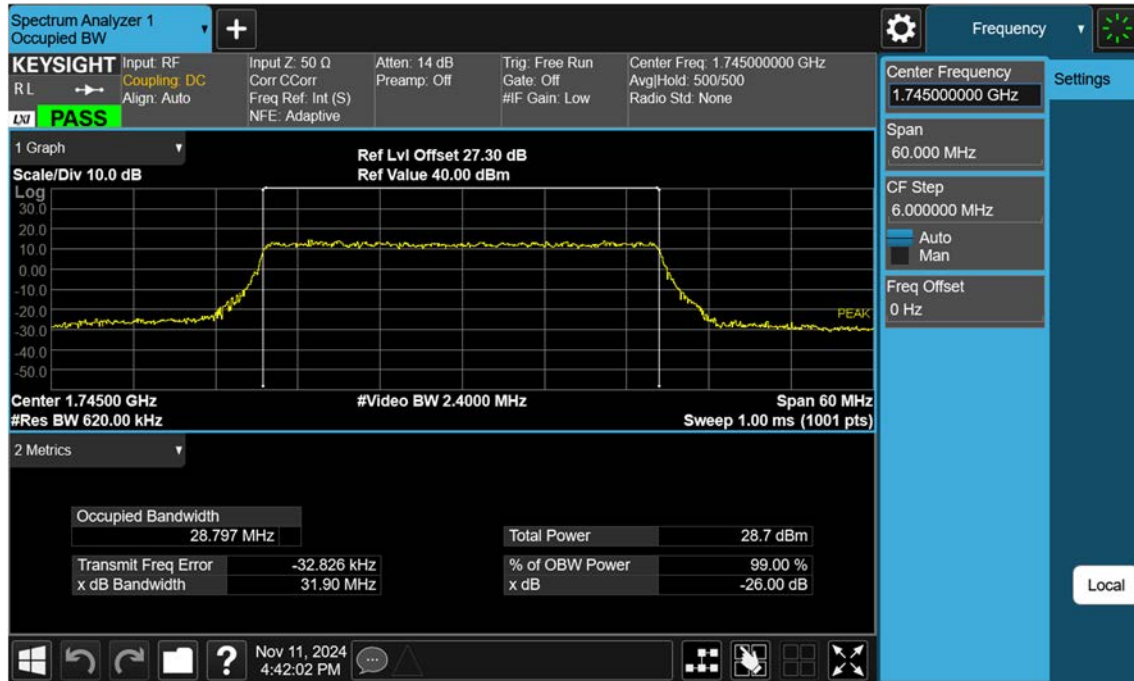 Spectrum Analyzer 1
Occupied BW
+
Frequency
KEYSIGHT
RL
LXI
PASS
Input: RF
Coupling: DC
Align: Auto
Input Z: 50 Ω
Corr CCorr
Freq Ref: Int (S)
NFE: Adaptive
Atten: 14 dB
Preamp: Off
Trig: Free Run
Gate: Off
#IF Gain: Low
Center Freq: 1.745000000 GHz
Avg|Hold: 500/500
Radio Std: None
Center Frequency
1.745000000 GHz
Settings
Span
60.000 MHz
CF Step
6.000000 MHz
Auto
Man
Freq Offset
0 Hz
Local
1 Graph
Scale/Div 10.0 dB
Ref Lvl Offset 27.30 dB
Ref Value 40.00 dBm
Log
30.0
20.0
10.0
0.00
-10.0
-20.0
-30.0
-40.0
-50.0
PEAK
Center 1.74500 GHz
#Video BW 2.4000 MHz
Span 60 MHz
#Res BW 620.00 kHz
Sweep 1.00 ms (1001 pts)
2 Metrics
Occupied Bandwidth
28.797 MHz
Total Power 28.7 dBm
Transmit Freq Error -32.826 kHz
% of OBW Power 99.00 %
x dB Bandwidth 31.90 MHz
x dB -26.00 dB
?
Nov 11, 2024
4:42:02 PM